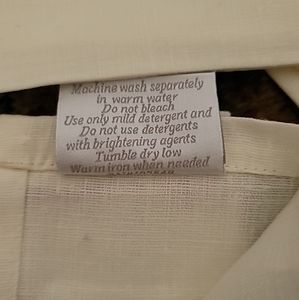 Machine wash separately
in warm water
Do not bleach
Use only mild detergent and
Do not use detergents
with brightening agents
Tumble dry low
Warm iron when needed